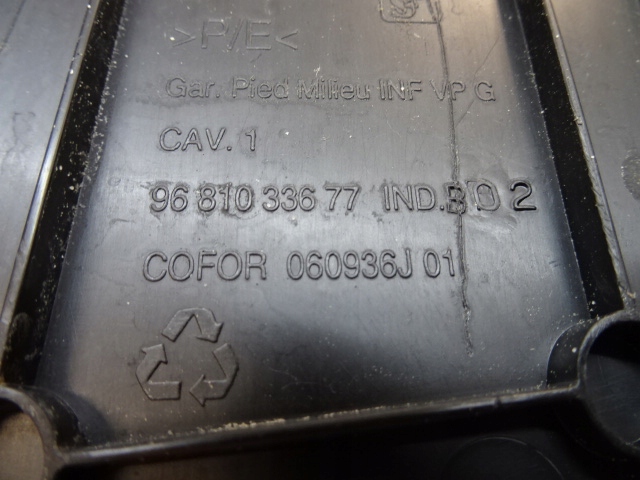 >P/E<
Gar. Pied Milieu INF VP G
CAV. 1
96 810 336 77 IND.BD 2
COFOR 060936J 01